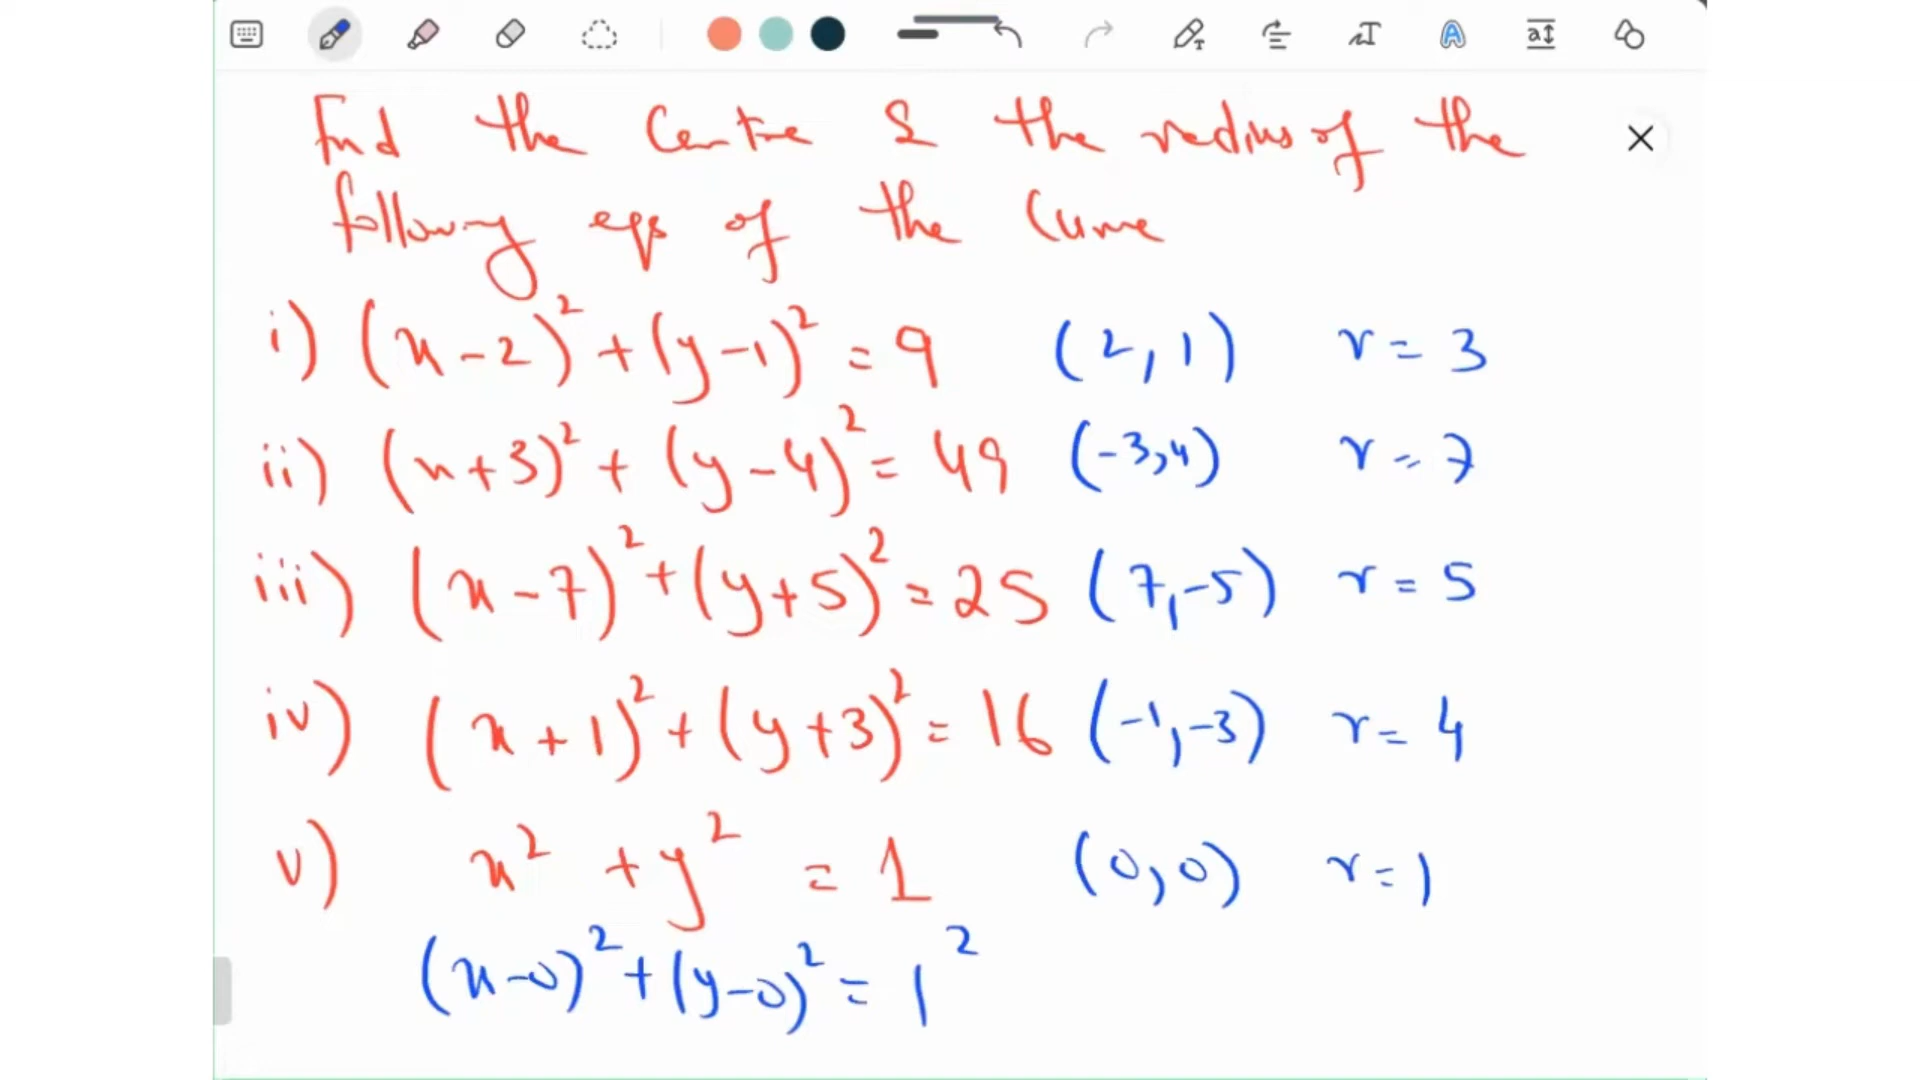 Find the Centre & the radius of the
following eqs of the Curve
i) (x-2)² + (y-1)² = 9 (2, 1) r = 3
ii) (x+3)² + (y-4)² = 49 (-3,4) r = 7
iii) (x-7)² + (y+5)² = 25 (7,-5) r = 5
iv) (x+1)² + (y+3)² = 16 (-1,-3) r = 4
v) x² + y² = 1 (0,0) r = 1
(x-0)² + (y-0)² = 1²